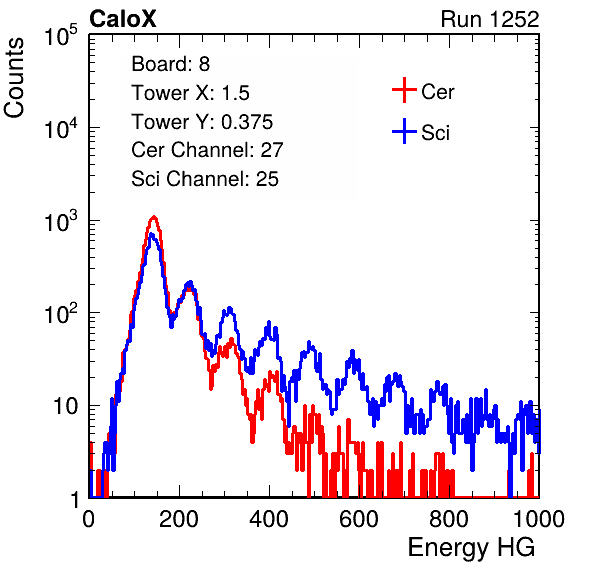 CaloX Run 1252
Counts
Board: 8
Tower X: 1.5
Tower Y: 0.375
Cer Channel: 27
Sci Channel: 25
Cer
Sci
10^5
10^4
10^3
10^2
10
1
0 200 400 600 800 1000
Energy HG